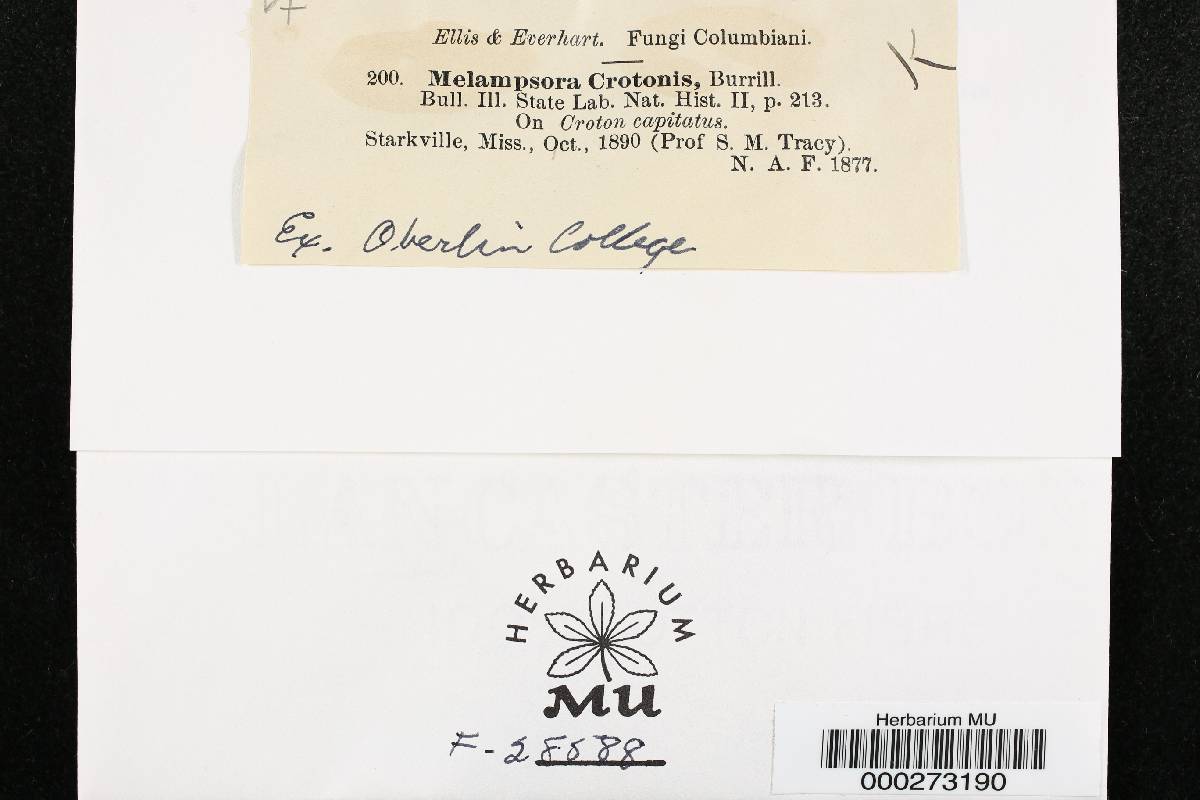 Ellis & Everhart. Fungi Columbiani.
K
200. Melampsora Crotonis, Burrill.
Bull. Ill. State Lab. Nat. Hist. II, p. 213.
On Croton capitatus.
Starkville, Miss., Oct., 1890 (Prof S. M. Tracy).
N. A. F. 1877.
Ex. Oberlin College
HERBARIUM
MU
Herbarium MU
000273190